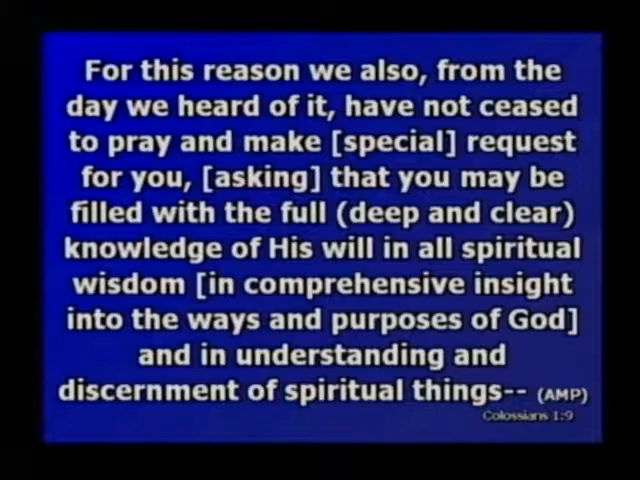 For this reason we also, from the
day we heard of it, have not ceased
to pray and make [special] request
for you, [asking] that you may be
filled with the full (deep and clear)
knowledge of His will in all spiritual
wisdom [in comprehensive insight
into the ways and purposes of God]
and in understanding and
discernment of spiritual things-- (AMP)
Colossians 1:9